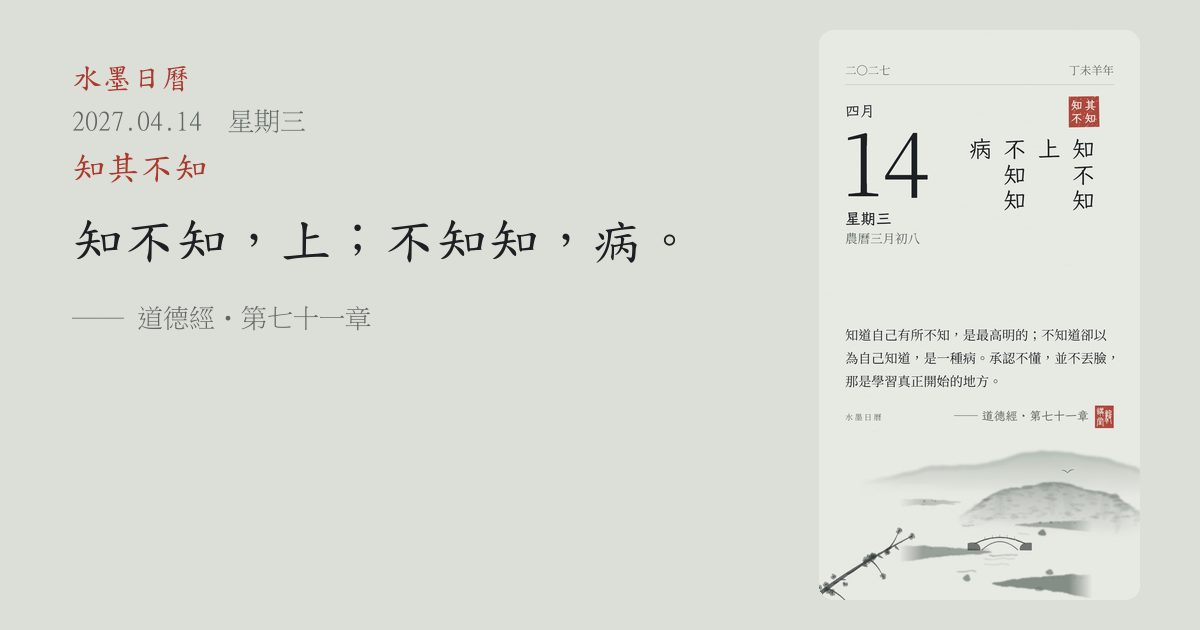 水墨日曆
2027.04.14 星期三
知其不知
知不知，上；不知知，病。
—— 道德經・第七十一章
二〇二七
丁未羊年
四月
14
星期三
農曆三月初八
知其不知
知不知
上
不知知
病
知道自己有所不知，是最高明的；不知道卻以
為自己知道，是一種病。承認不懂，並不丟臉，
那是學習真正開始的地方。
水墨日曆
—— 道德經・第七十一章